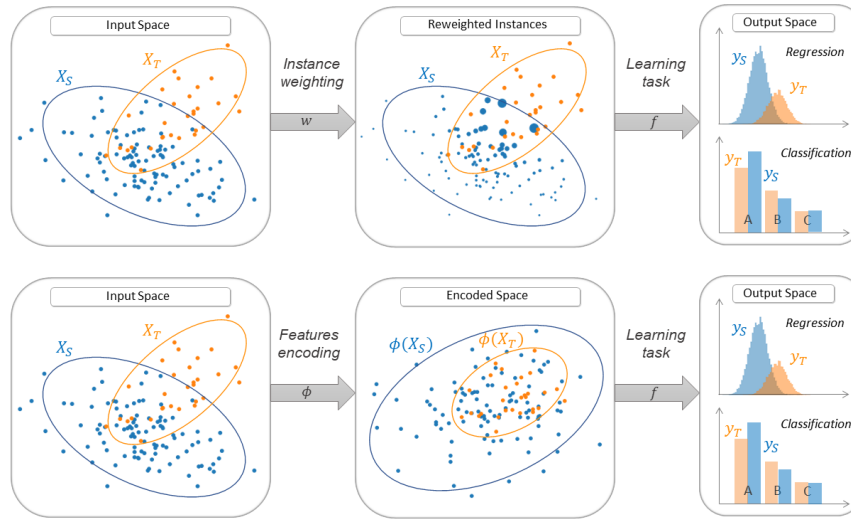 Input Space
Reweighted Instances
Output Space
X_T
X_S
Instance
weighting
w
X_T
X_S
Learning
task
f
Regression
y_S
y_T
Classification
y_T
y_S
A
B
C
Input Space
Encoded Space
Output Space
X_T
X_S
Features
encoding
ϕ
ϕ(X_S)
ϕ(X_T)
Learning
task
f
Regression
y_S
y_T
Classification
y_T
y_S
A
B
C